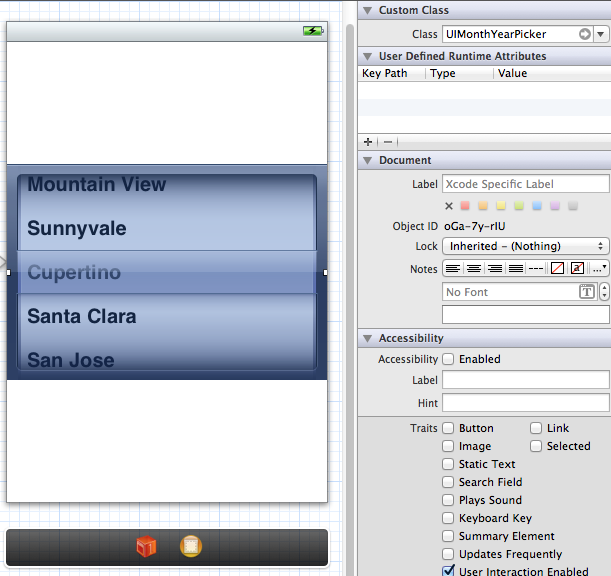 Mountain View
Sunnyvale
Cupertino
Santa Clara
San Jose
Custom Class
Class UIMonthYearPicker
User Defined Runtime Attributes
Key Path Type Value
Document
Label Xcode Specific Label
Object ID oGa-7y-rIU
Lock Inherited - (Nothing)
Notes
No Font
Accessibility
Accessibility Enabled
Label
Hint
Traits Button Link
Image Selected
Static Text
Search Field
Plays Sound
Keyboard Key
Summary Element
Updates Frequently
User Interaction Enabled